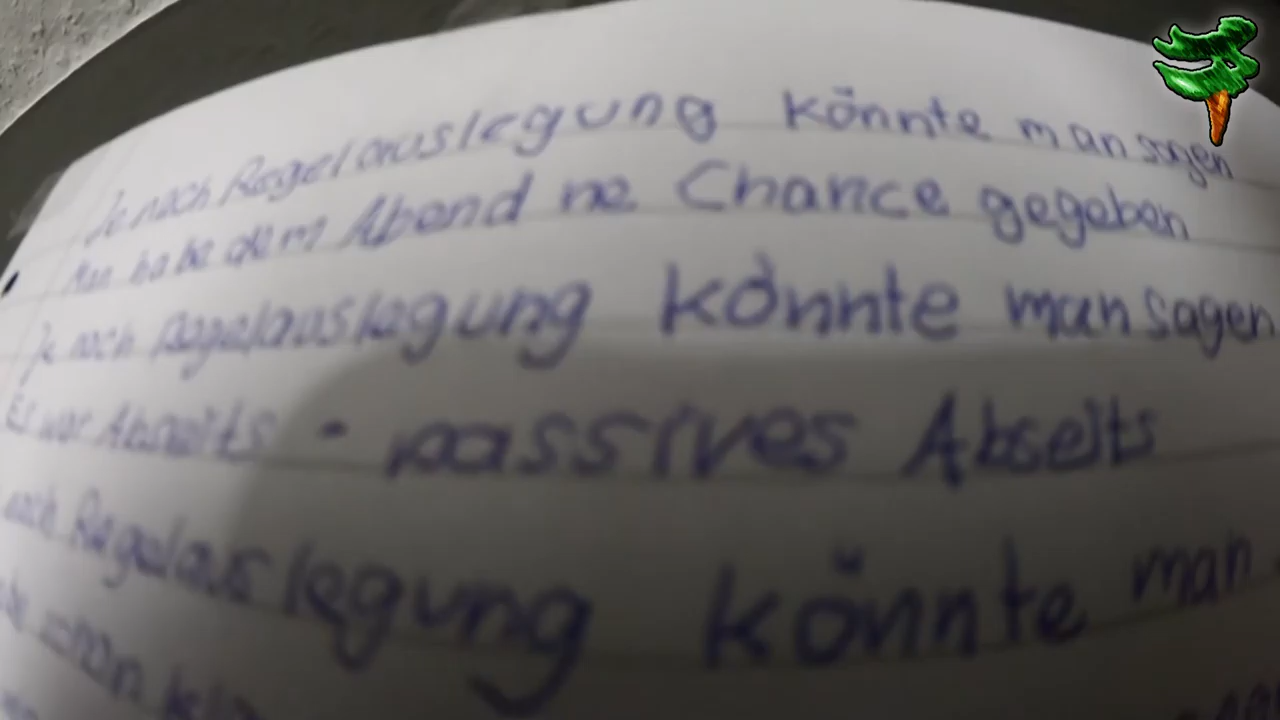 Je nach Regelauslegung könnte man sagen
Man habe dem Abend ne Chance gegeben
Je nach Regelauslegung könnte man sagen
Es war Abseits - passives Abseits
nach Regelauslegung könnte man